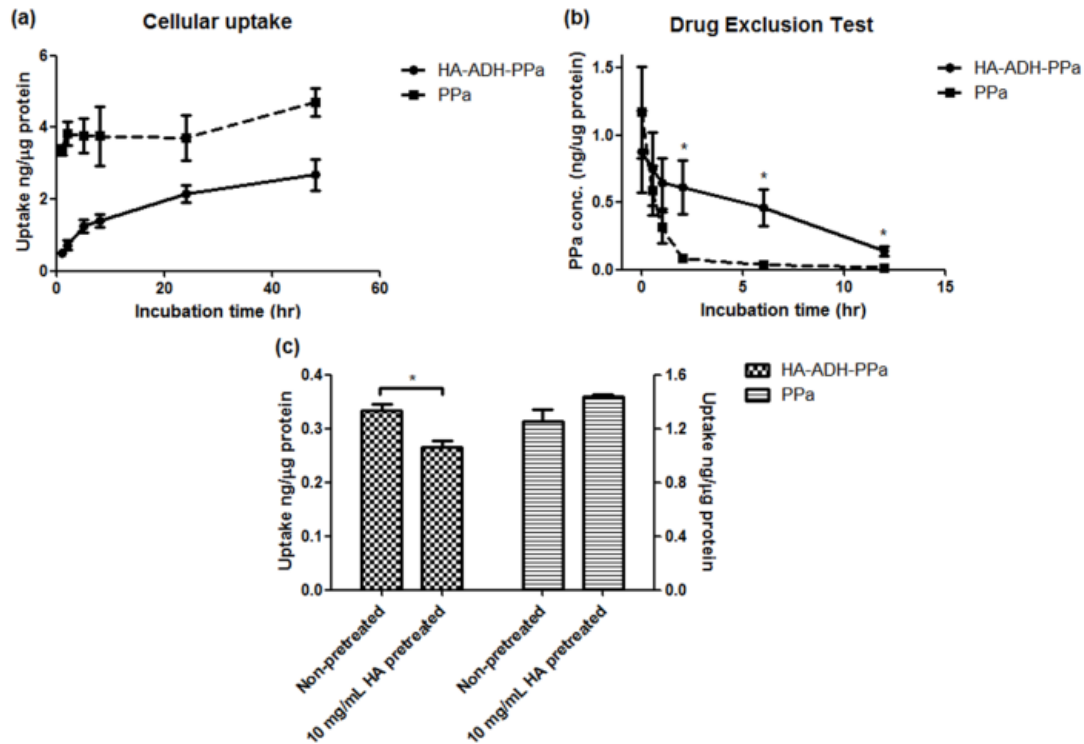 (a)
Cellular uptake
Uptake ng/μg protein
6
4
2
0
0
20
40
60
Incubation time (hr)
HA-ADH-PPa
PPa
(b)
Drug Exclusion Test
PPa conc. (ng/ug protein)
1.5
1.0
0.5
0.0
0
5
10
15
Incubation time (hr)
*
*
*
HA-ADH-PPa
PPa
(c)
Uptake ng/μg protein
0.4
0.3
0.2
0.1
0.0
*
1.6
1.2
0.8
0.4
0.0
Uptake ng/μg protein
HA-ADH-PPa
PPa
Non-pretreated
10 mg/mL HA pretreated
Non-pretreated
10 mg/mL HA pretreated